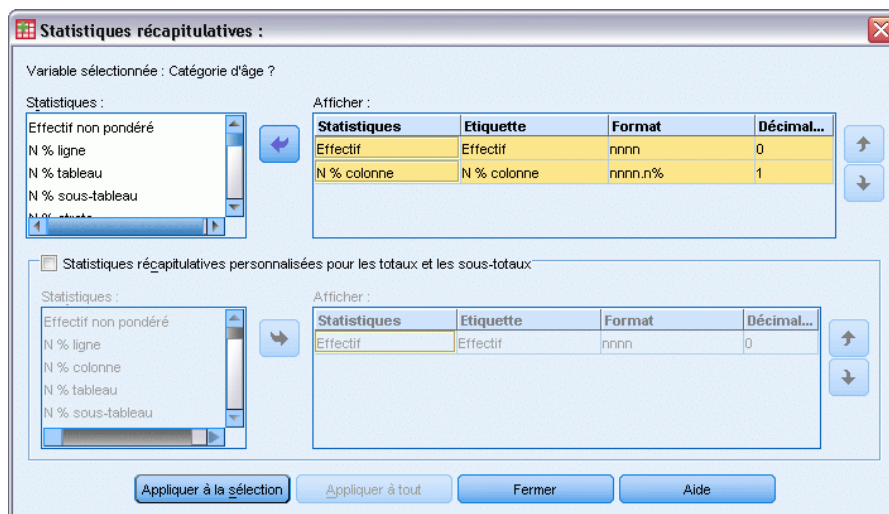 Statistiques récapitulatives :
Variable sélectionnée : Catégorie d'âge ?
Statistiques :
Effectif non pondéré
N % ligne
N % tableau
N % sous-tableau
N % strate
Afficher :
Statistiques Etiquette Format Décimal...
Effectif Effectif nnnn 0
N % colonne N % colonne nnnn.n% 1
Statistiques récapitulatives personnalisées pour les totaux et les sous-totaux
Statistiques :
Effectif non pondéré
N % ligne
N % colonne
N % tableau
N % sous-tableau
Afficher :
Statistiques Etiquette Format Décimal...
Effectif Effectif nnnn 0
Appliquer à la sélection Appliquer à tout Fermer Aide